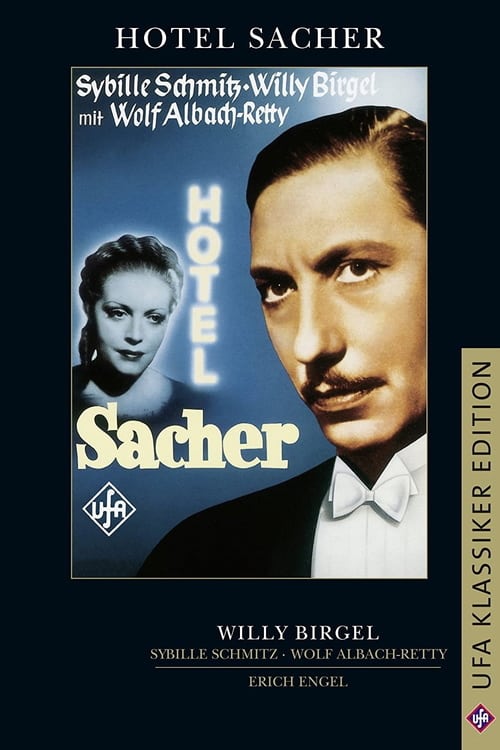 HOTEL SACHER
Sybille Schmitz · Willy Birgel
mit Wolf Albach-Retty
HOTEL
Sacher
UFA
WILLY BIRGEL
SYBILLE SCHMITZ · WOLF ALBACH-RETTY
ERICH ENGEL
UFA KLASSIKER EDITION
UFA